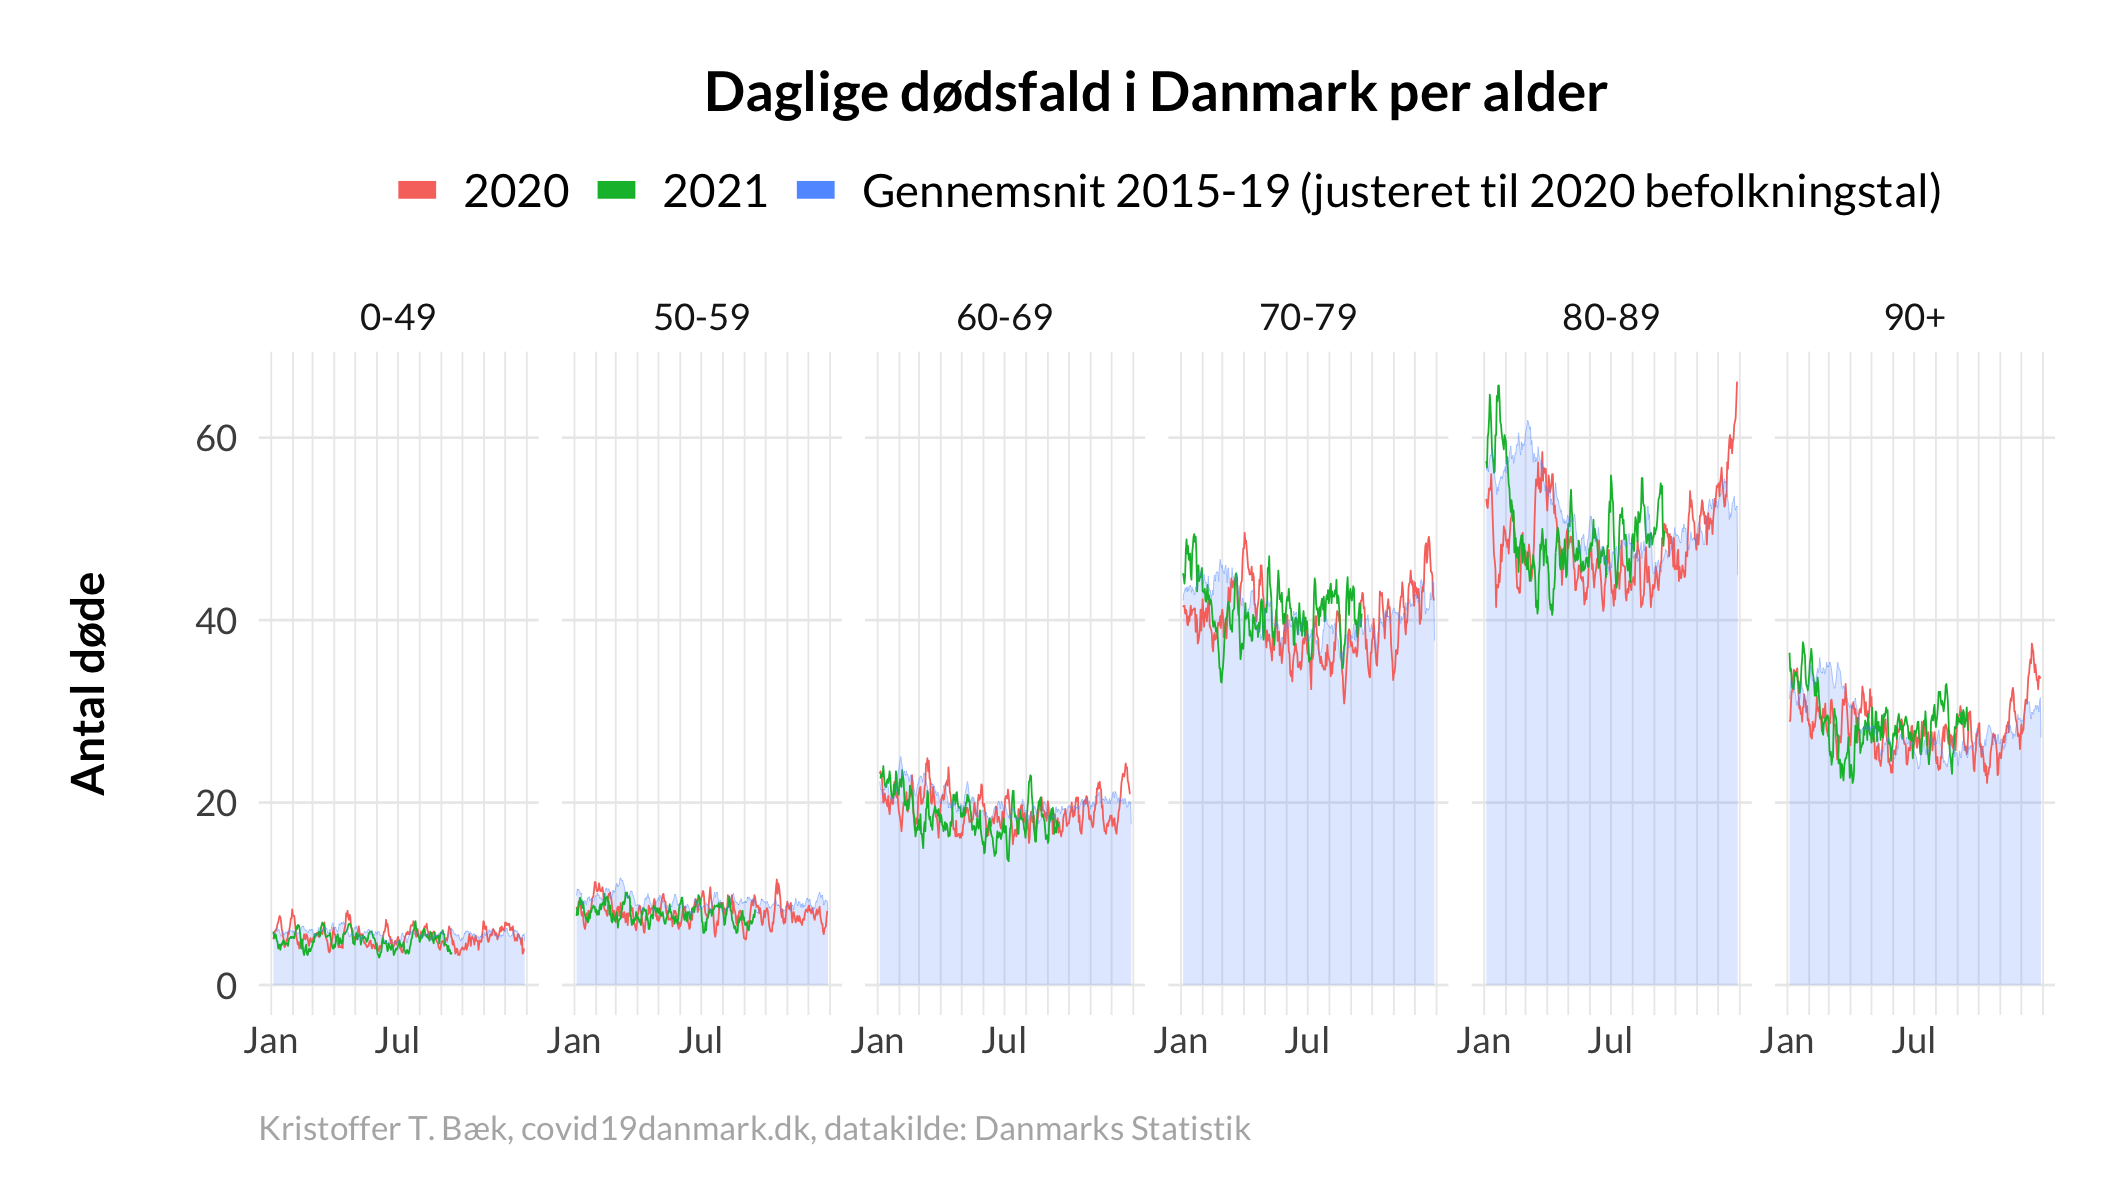 Daglige dødsfald i Danmark per alder
2020 2021 Gennemsnit 2015-19 (justeret til 2020 befolkningstal)
0-49 50-59 60-69 70-79 80-89 90+
Antal døde
60
40
20
0
Jan Jul Jan Jul Jan Jul Jan Jul Jan Jul Jan Jul
Kristoffer T. Bæk, covid19danmark.dk, datakilde: Danmarks Statistik